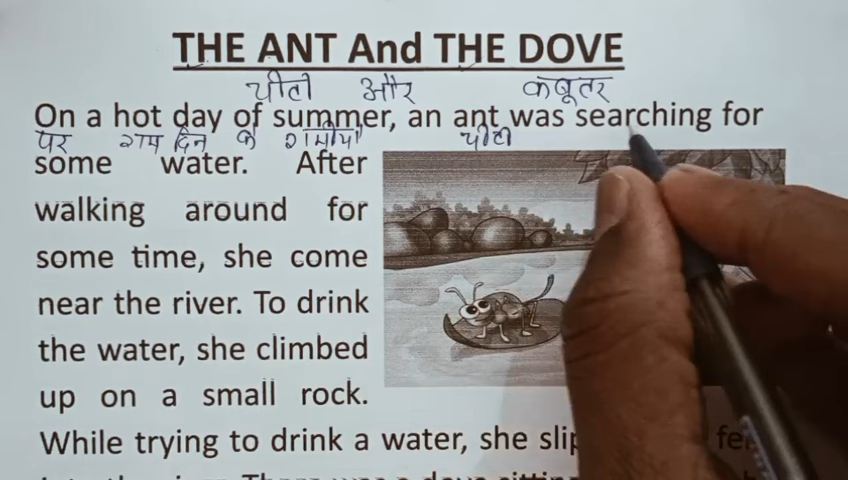 THE ANT And THE DOVE
चीटी और कबूतर
On a hot day of summer, an ant was searching for
पर गर्म दिन के गर्मीयों चीटी
some water. After
walking around for
some time, she come
near the river. To drink
the water, she climbed
up on a small rock.
While trying to drink a water, she